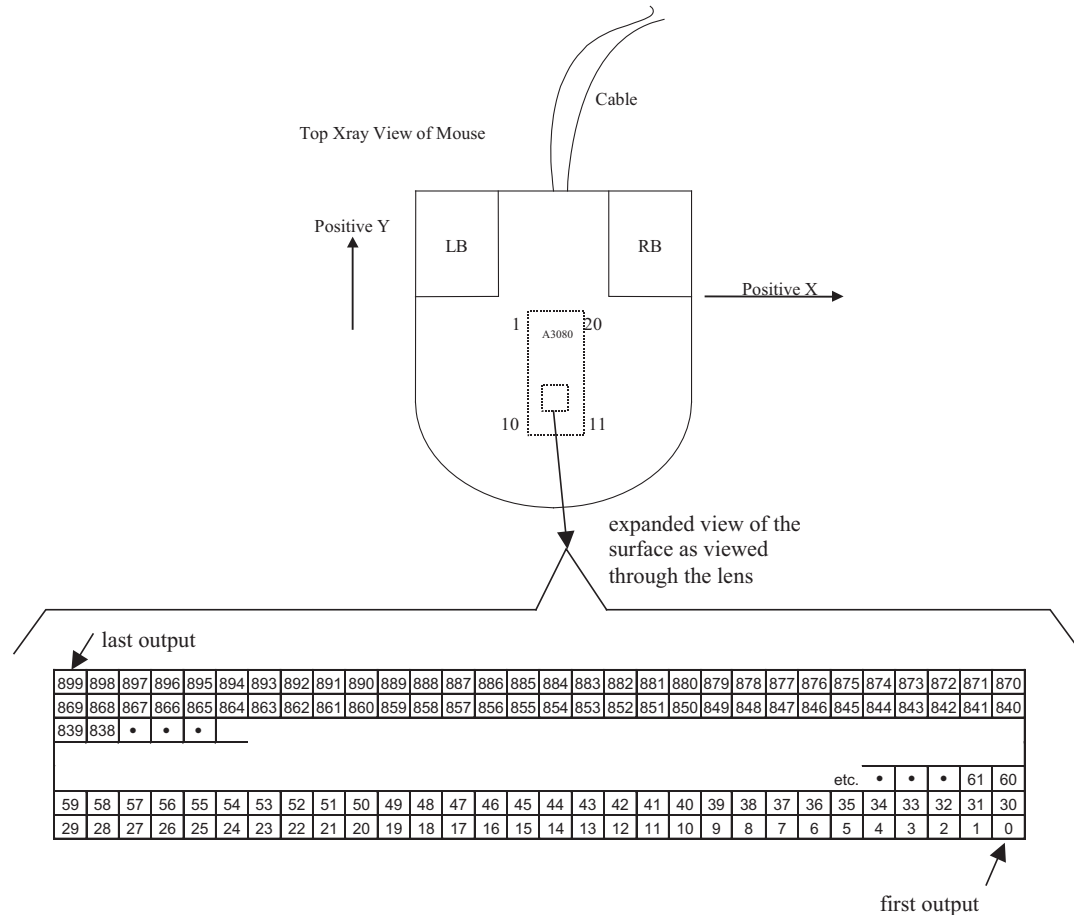 Cable
Top Xray View of Mouse
Positive Y
LB
RB
Positive X
1
20
A3080
10
11
expanded view of the
surface as viewed
through the lens
last output
899 898 897 896 895 894 893 892 891 890 889 888 887 886 885 884 883 882 881 880 879 878 877 876 875 874 873 872 871 870
869 868 867 866 865 864 863 862 861 860 859 858 857 856 855 854 853 852 851 850 849 848 847 846 845 844 843 842 841 840
839 838 • • •
etc. • • • 61 60
59 58 57 56 55 54 53 52 51 50 49 48 47 46 45 44 43 42 41 40 39 38 37 36 35 34 33 32 31 30
29 28 27 26 25 24 23 22 21 20 19 18 17 16 15 14 13 12 11 10 9 8 7 6 5 4 3 2 1 0
first output